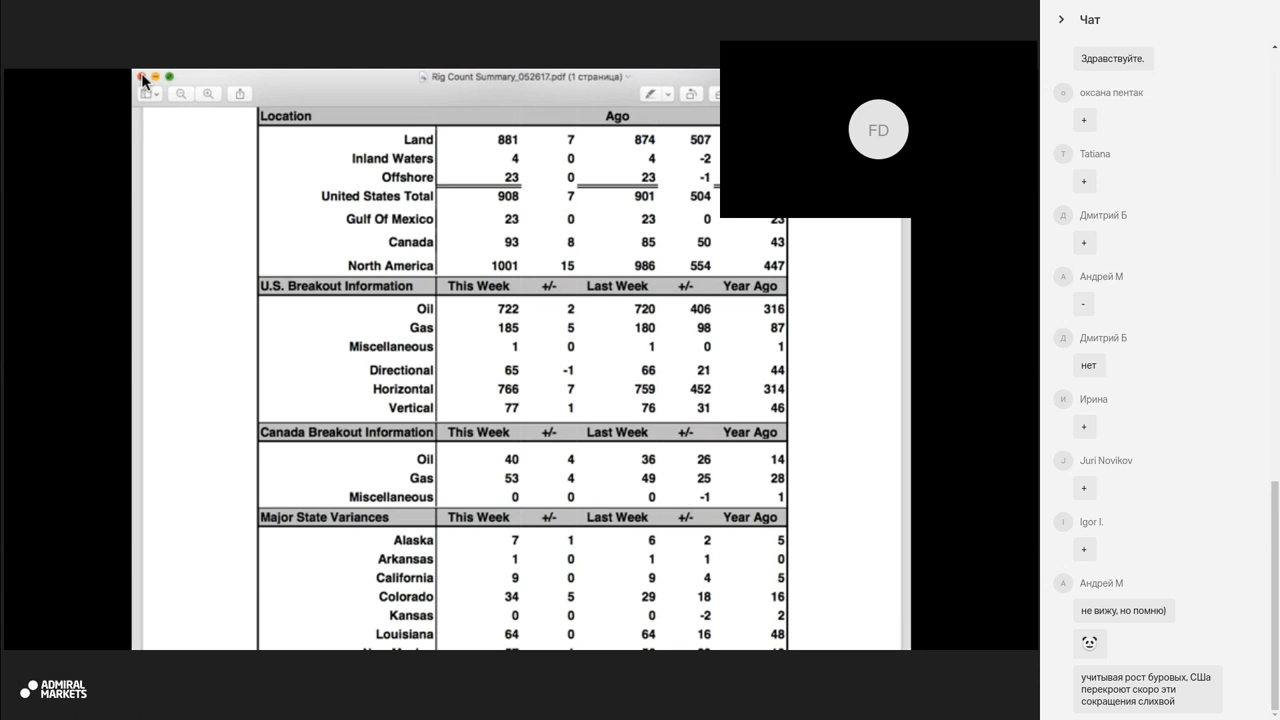 Rig Count Summary_052617.pdf (1 страница)
Location Ago
Land 881 7 874 507
Inland Waters 4 0 4 -2
Offshore 23 0 23 -1
United States Total 908 7 901 504
Gulf Of Mexico 23 0 23 0 23
Canada 93 8 85 50 43
North America 1001 15 986 554 447
U.S. Breakout Information This Week +/- Last Week +/- Year Ago
Oil 722 2 720 406 316
Gas 185 5 180 98 87
Miscellaneous 1 0 1 0 1
Directional 65 -1 66 21 44
Horizontal 766 7 759 452 314
Vertical 77 1 76 31 46
Canada Breakout Information This Week +/- Last Week +/- Year Ago
Oil 40 4 36 26 14
Gas 53 4 49 25 28
Miscellaneous 0 0 0 -1 1
Major State Variances This Week +/- Last Week +/- Year Ago
Alaska 7 1 6 2 5
Arkansas 1 0 1 1 0
California 9 0 9 4 5
Colorado 34 5 29 18 16
Kansas 0 0 0 -2 2
Louisiana 64 0 64 16 48
FD
ADMIRAL
MARKETS
Чат
Здравствуйте.
о оксана пентак
+
T Tatiana
+
Д Дмитрий Б
+
А Андрей М
-
Д Дмитрий Б
нет
И Ирина
+
J Juri Novikov
+
I Igor I.
+
А Андрей М
не вижу, но помню)
учитывая рост буровых, США
перекроют скоро эти
сокращения слихвой